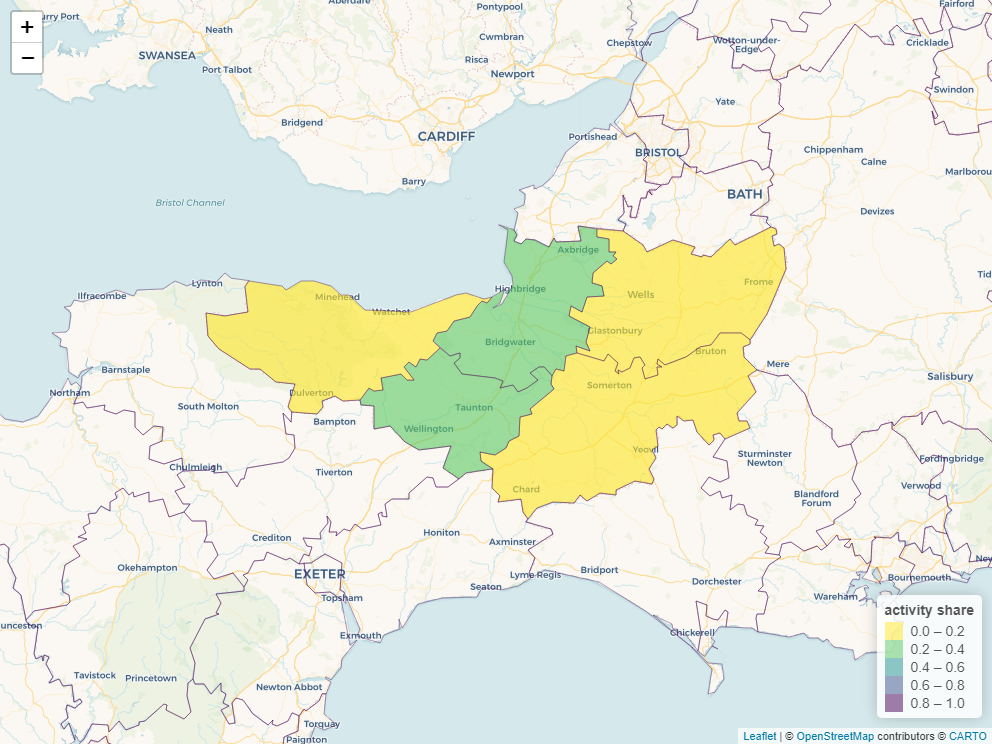 +
−
Aberdare
Pontypool
Fairford
Neath
Cwmbran
Wotton-under-
Edge
Cricklade
SWANSEA
Chepstow
Risca
Port Talbot
Newport
Swindon
Yate
Bridgend
CARDIFF
Portishead
BRISTOL
Chippenham
Calne
Barry
BATH
Bristol Channel
Devizes
Axbridge
Lynton
Highbridge
Wells
Frome
Ilfracombe
Minehead
Watchet
Glastonbury
Bridgwater
Bruton
Mere
Barnstaple
Somerton
Salisbury
Northam
Dulverton
South Molton
Taunton
Bampton
Wellington
Yeovil
Sturminster
Newton
Fordingbridge
Chulmleigh
Tiverton
Chard
Verwood
Blandford
Forum
Honiton
Crediton
Axminster
Okehampton
EXETER
Lyme Regis
Bridport
Dorchester
Bournemouth
Seaton
Topsham
Wareham
Exmouth
Chickerell
Tavistock
Princetown
Newton Abbot
Torquay
Paignton
activity share
0.0 – 0.2
0.2 – 0.4
0.4 – 0.6
0.6 – 0.8
0.8 – 1.0
Leaflet | © OpenStreetMap contributors © CARTO